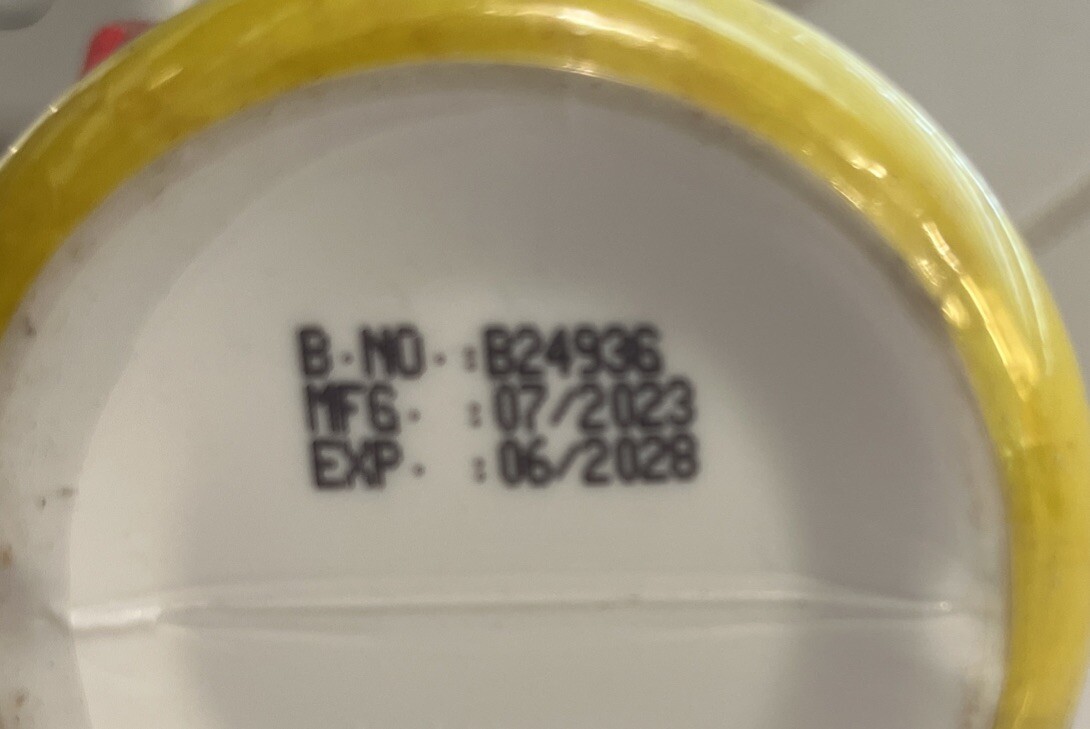 B.NO. :B24936
MFG. :07/2023
EXP. :06/2028